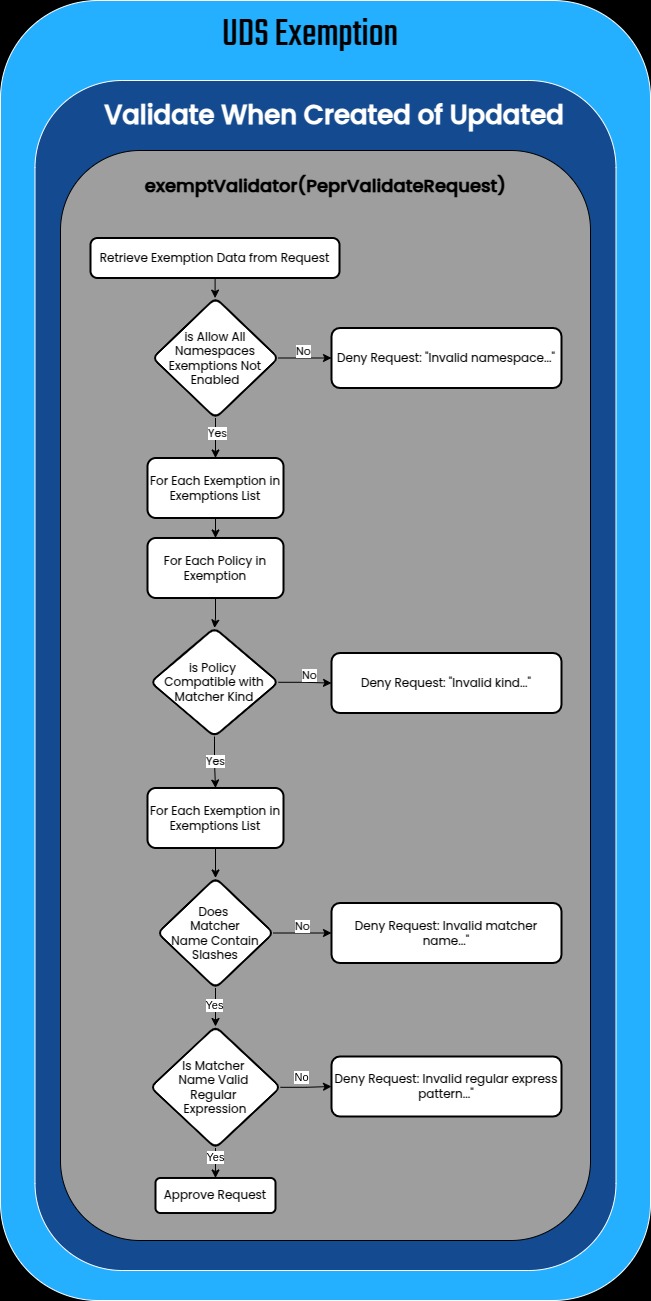 UDS Exemption
Validate When Created of Updated
exemptValidator(PeprValidateRequest)
Retrieve Exemption Data from Request
is Allow All
Namespaces
Exemptions Not
Enabled
No
Deny Request: "Invalid namespace..."
Yes
For Each Exemption in
Exemptions List
For Each Policy in
Exemption
is Policy
Compatible with
Matcher Kind
No
Deny Request: "Invalid kind..."
Yes
For Each Exemption in
Exemptions List
Does
Matcher
Name Contain
Slashes
No
Deny Request: Invalid matcher
name..."
Yes
Is Matcher
Name Valid
Regular
Expression
No
Deny Request: Invalid regular express
pattern..."
Yes
Approve Request